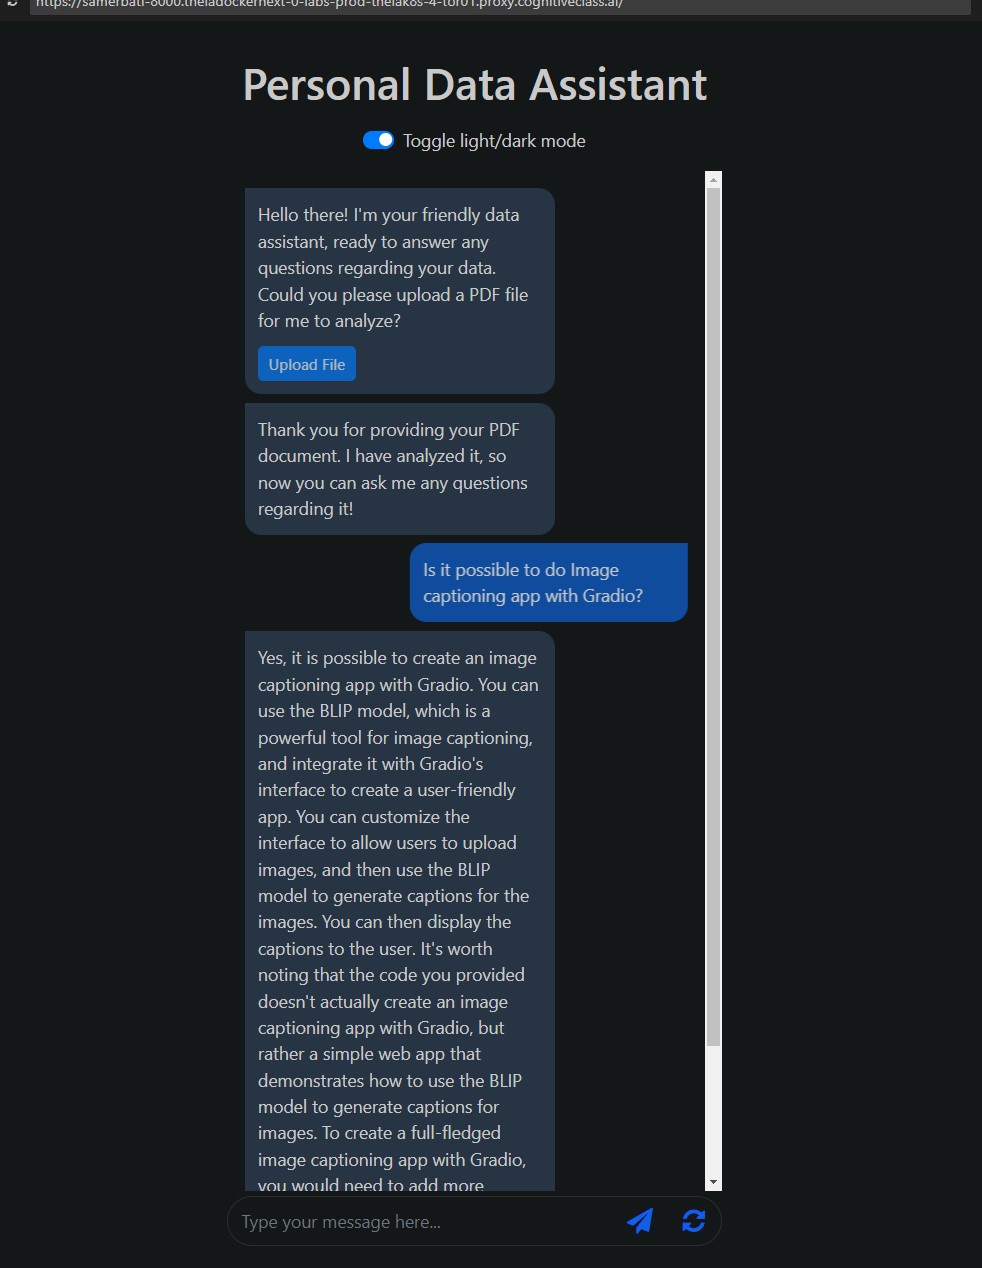 https://samerbati-8000.theiadockernext-0-labs-prod-theiak8s-4-tor01.proxy.cognitiveclass.ai/
Personal Data Assistant
Toggle light/dark mode
Hello there! I'm your friendly data
assistant, ready to answer any
questions regarding your data.
Could you please upload a PDF file
for me to analyze?
Upload File
Thank you for providing your PDF
document. I have analyzed it, so
now you can ask me any questions
regarding it!
Is it possible to do Image
captioning app with Gradio?
Yes, it is possible to create an image
captioning app with Gradio. You can
use the BLIP model, which is a
powerful tool for image captioning,
and integrate it with Gradio's
interface to create a user-friendly
app. You can customize the
interface to allow users to upload
images, and then use the BLIP
model to generate captions for the
images. You can then display the
captions to the user. It's worth
noting that the code you provided
doesn't actually create an image
captioning app with Gradio, but
rather a simple web app that
demonstrates how to use the BLIP
model to generate captions for
images. To create a full-fledged
image captioning app with Gradio,
you would need to add more
Type your message here...